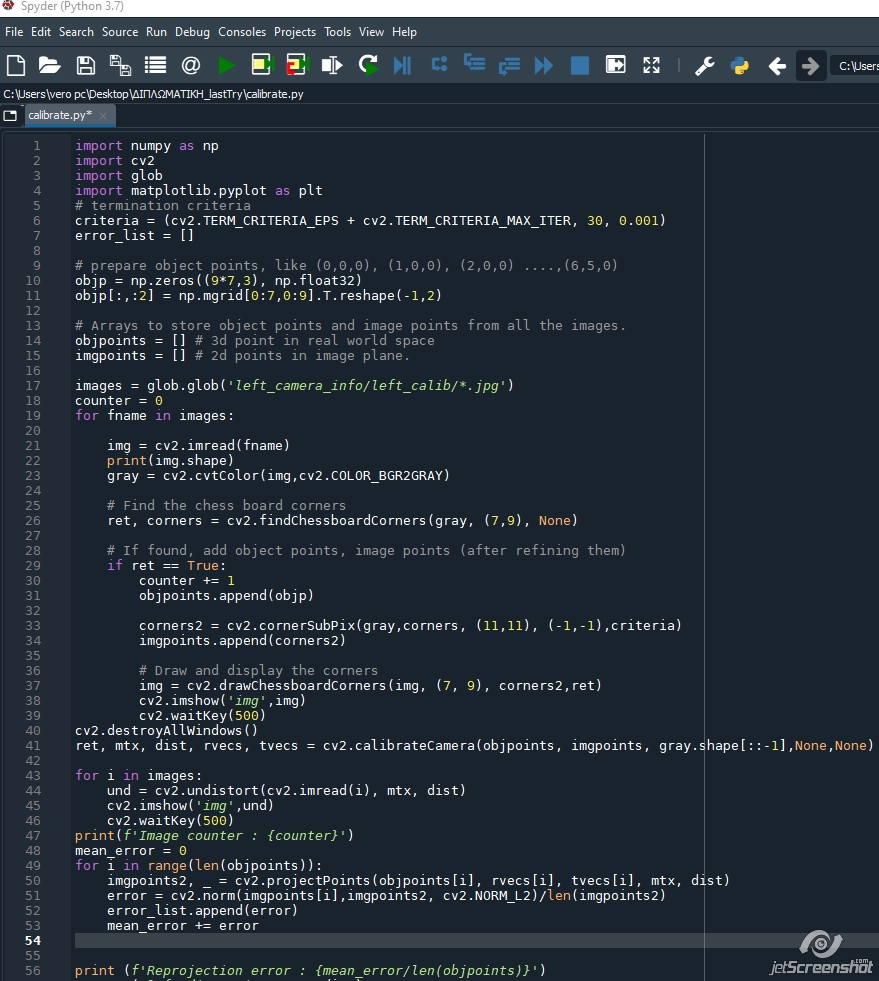 Spyder (Python 3.7)
File Edit Search Source Run Debug Consoles Projects Tools View Help
C:\Users
C:\Users\vero pc\Desktop\ΔΙΠΛΩΜΑΤΙΚΗ_lastTry\calibrate.py
calibrate.py*
1 import numpy as np
2 import cv2
3 import glob
4 import matplotlib.pyplot as plt
5 # termination criteria
6 criteria = (cv2.TERM_CRITERIA_EPS + cv2.TERM_CRITERIA_MAX_ITER, 30, 0.001)
7 error_list = []
8
9 # prepare object points, like (0,0,0), (1,0,0), (2,0,0) ....,(6,5,0)
10 objp = np.zeros((9*7,3), np.float32)
11 objp[:,:2] = np.mgrid[0:7,0:9].T.reshape(-1,2)
12
13 # Arrays to store object points and image points from all the images.
14 objpoints = [] # 3d point in real world space
15 imgpoints = [] # 2d points in image plane.
16
17 images = glob.glob('left_camera_info/left_calib/*.jpg')
18 counter = 0
19 for fname in images:
20
21     img = cv2.imread(fname)
22     print(img.shape)
23     gray = cv2.cvtColor(img,cv2.COLOR_BGR2GRAY)
24
25     # Find the chess board corners
26     ret, corners = cv2.findChessboardCorners(gray, (7,9), None)
27
28     # If found, add object points, image points (after refining them)
29     if ret == True:
30         counter += 1
31         objpoints.append(objp)
32
33         corners2 = cv2.cornerSubPix(gray,corners, (11,11), (-1,-1),criteria)
34         imgpoints.append(corners2)
35
36         # Draw and display the corners
37         img = cv2.drawChessboardCorners(img, (7, 9), corners2,ret)
38         cv2.imshow('img',img)
39         cv2.waitKey(500)
40 cv2.destroyAllWindows()
41 ret, mtx, dist, rvecs, tvecs = cv2.calibrateCamera(objpoints, imgpoints, gray.shape[::-1],None,None)
42
43 for i in images:
44     und = cv2.undistort(cv2.imread(i), mtx, dist)
45     cv2.imshow('img',und)
46     cv2.waitKey(500)
47 print(f'Image counter : {counter}')
48 mean_error = 0
49 for i in range(len(objpoints)):
50     imgpoints2, _ = cv2.projectPoints(objpoints[i], rvecs[i], tvecs[i], mtx, dist)
51     error = cv2.norm(imgpoints[i],imgpoints2, cv2.NORM_L2)/len(imgpoints2)
52     error_list.append(error)
53     mean_error += error
54
55
56 print (f'Reprojection error : {mean_error/len(objpoints)}')
jetScreenshot.com